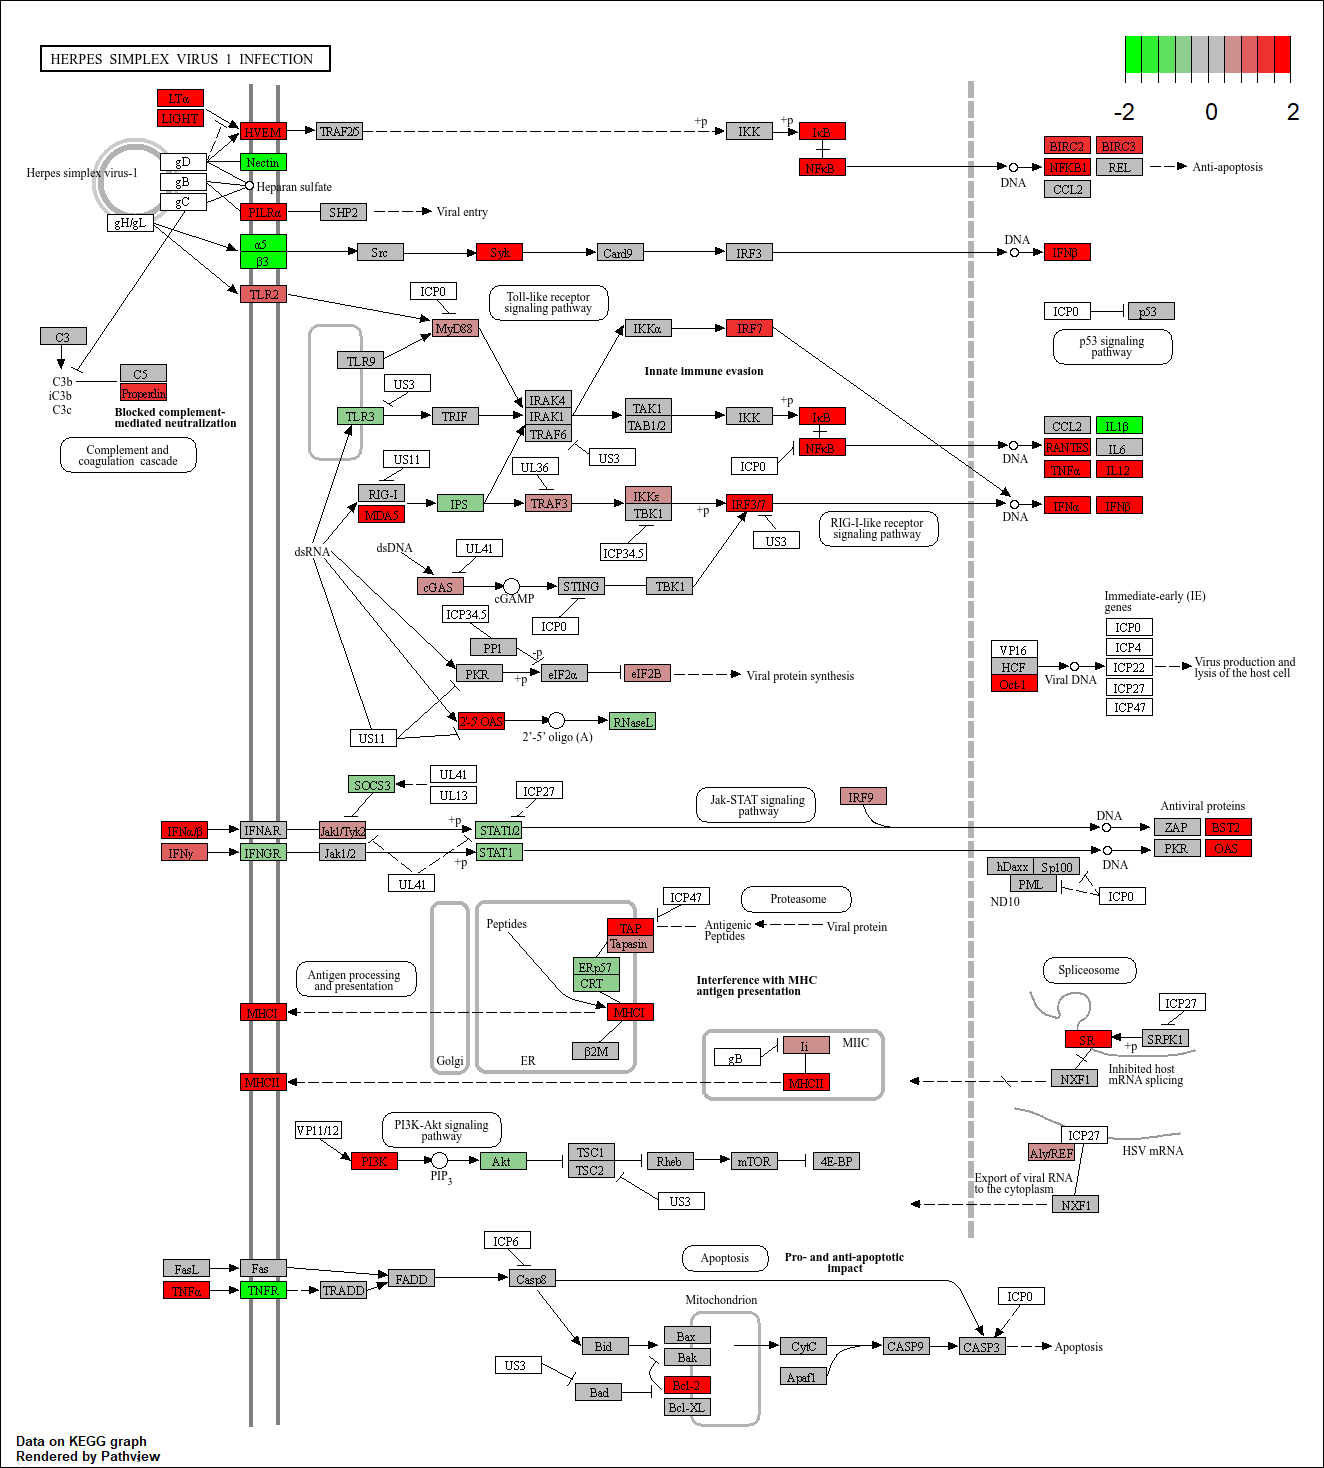 HERPES SIMPLEX VIRUS 1 INFECTION
-2 0 2
LTα
LIGHT
HVEM
TRAF2/5
+p
IKK
+p
IκB
gD
Nectin
NFκB
DNA
BIRC2 BIRC3
NFKB1 REL
CCL2
Anti-apoptosis
Herpes simplex virus-1
gB
Heparan sulfate
gC
PILRα
SHP2
Viral entry
gH/gL
α5
β3
Src
Syk
Card9
IRF3
DNA
IFNβ
TLR2
ICP0
Toll-like receptor
signaling pathway
ICP0
p53
p53 signaling
pathway
MyD88
IKKα
IRF7
C3
TLR9
Innate immune evasion
C3b
iC3b
C3c
C5
Properdin
Blocked complement-
mediated neutralization
Complement and
coagulation cascade
US3
TLR3
TRIF
IRAK4
IRAK1
TRAF6
TAK1
TAB1/2
IKK
+p
IκB
NFκB
ICP0
DNA
CCL2 IL1β
RANTES IL6
TNFα IL12
US3
US11
UL36
RIG-I
MDA5
IPS
TRAF3
IKKε
TBK1
+p
IRF3/7
DNA
IFNα IFNβ
RIG-I-like receptor
signaling pathway
US3
ICP34.5
dsRNA
dsDNA
UL41
cGAS
cGAMP
STING
TBK1
ICP0
ICP34.5
PP1
-p
PKR
+p
eIF2α
eIF2B
Viral protein synthesis
Immediate-early (IE)
genes
ICP0
ICP4
ICP22
ICP27
ICP47
VP16
HCF
Oct-1
Viral DNA
Virus production and
lysis of the host cell
2'-5' OAS
2'-5' oligo (A)
RNaseL
US11
SOCS3
UL41
UL13
ICP27
Jak-STAT signaling
pathway
IRF9
IFNα/β
IFNAR
Jak1/Tyk2
+p
STAT1/2
DNA
Antiviral proteins
ZAP BST2
IFNγ
IFNGR
Jak1/2
+p
STAT1
DNA
PKR OAS
UL41
hDaxx Sp100
PML
ND10
ICP0
ICP47
Proteasome
Peptides
TAP
Tapasin
Antigenic
Peptides
Viral protein
ERp57
CRT
Antigen processing
and presentation
Interference with MHC
antigen presentation
Spliceosome
MHCI
MHCI
ICP27
β2M
Golgi
ER
gB
Ii
MIIC
SR
+p
SRPK1
Inhibited host
mRNA splicing
NXF1
MHCII
MHCII
VP11/12
PI3K-Akt signaling
pathway
ICP27
HSV mRNA
Aly/REF
PI3K
PIP3
Akt
TSC1
TSC2
Rheb
mTOR
4E-BP
Export of viral RNA
to the cytoplasm
NXF1
US3
ICP6
Apoptosis
Pro- and anti-apoptotic
impact
FasL
Fas
FADD
Casp8
TNFα
TNFR
TRADD
ICP0
Mitochondrion
Bid
Bax
Bak
CytC
CASP9
CASP3
Apoptosis
US3
Bad
Bcl-2
Bcl-XL
Apaf1
Data on KEGG graph
Rendered by Pathview